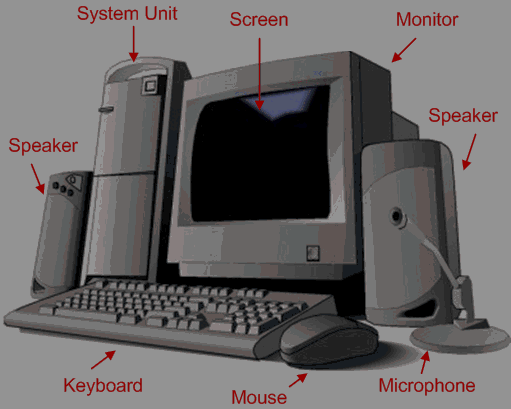 System Unit
Screen
Monitor
Speaker
Speaker
Keyboard
Mouse
Microphone